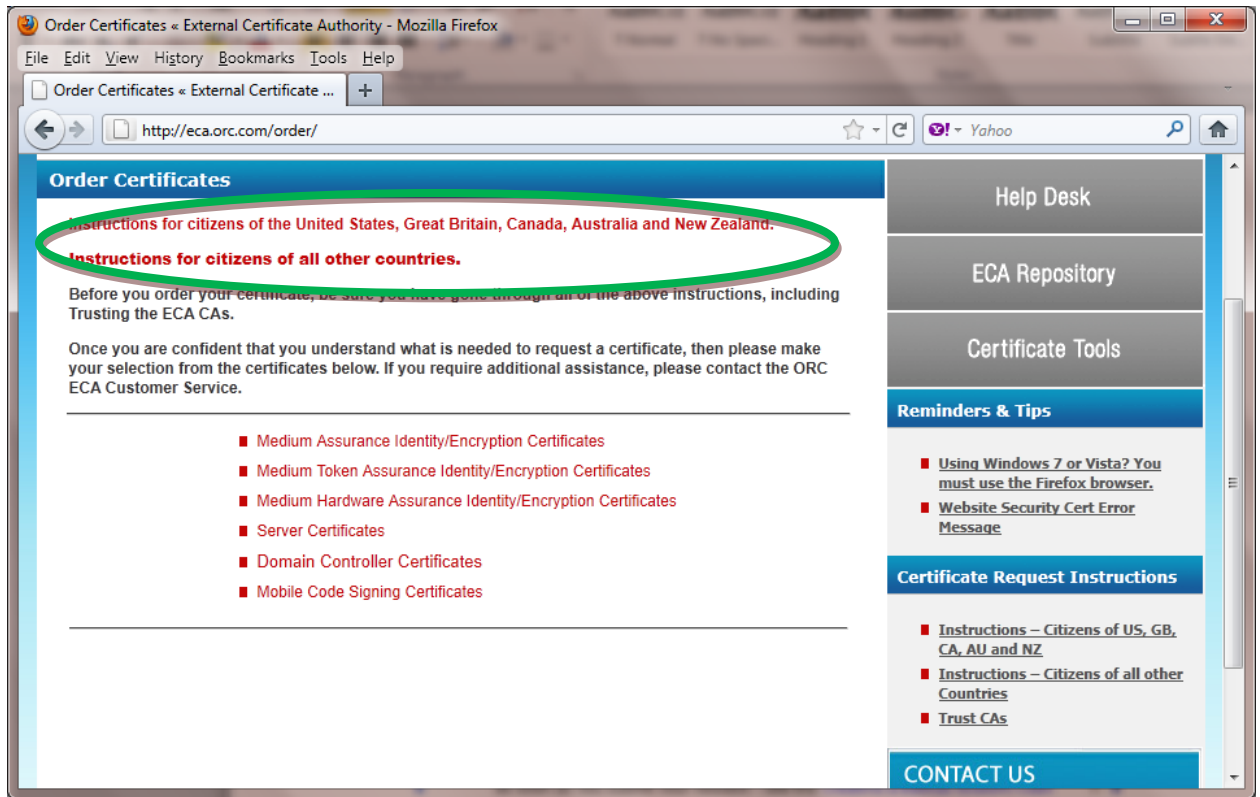 Order Certificates « External Certificate Authority - Mozilla Firefox
File Edit View History Bookmarks Tools Help
Order Certificates « External Certificate ... +
http://eca.orc.com/order/
Yahoo
Order Certificates
Instructions for citizens of the United States, Great Britain, Canada, Australia and New Zealand.
Instructions for citizens of all other countries.
Before you order your certificate, be sure you have gone through all of the above instructions, including
Trusting the ECA CAs.
Once you are confident that you understand what is needed to request a certificate, then please make
your selection from the certificates below. If you require additional assistance, please contact the ORC
ECA Customer Service.
Medium Assurance Identity/Encryption Certificates
Medium Token Assurance Identity/Encryption Certificates
Medium Hardware Assurance Identity/Encryption Certificates
Server Certificates
Domain Controller Certificates
Mobile Code Signing Certificates
Help Desk
ECA Repository
Certificate Tools
Reminders & Tips
Using Windows 7 or Vista? You
must use the Firefox browser.
Website Security Cert Error
Message
Certificate Request Instructions
Instructions – Citizens of US, GB,
CA, AU and NZ
Instructions – Citizens of all other
Countries
Trust CAs
CONTACT US